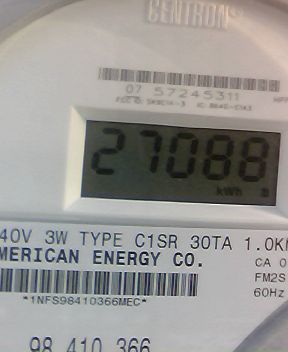 CENTRON
07 57245311
27088
kWh
40V 3W TYPE C1SR 30TA 1.0K
MERICAN ENERGY CO.
CA 0
FM2S
60Hz
*1NFS98410366MEC*
98 410 366